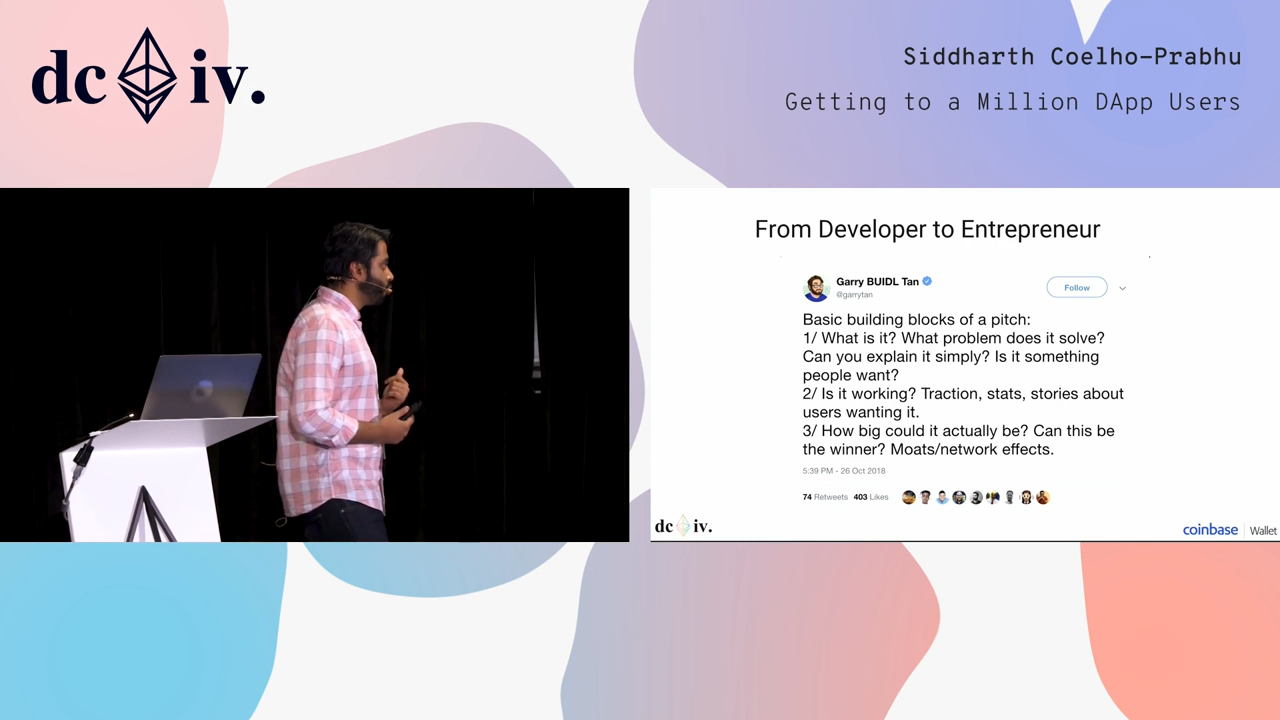 dc iv.
Siddharth Coelho-Prabhu
Getting to a Million DApp Users
From Developer to Entrepreneur
Garry BUIDL Tan
@garrytan
Follow
Basic building blocks of a pitch:
1/ What is it? What problem does it solve?
Can you explain it simply? Is it something
people want?
2/ Is it working? Traction, stats, stories about
users wanting it.
3/ How big could it actually be? Can this be
the winner? Moats/network effects.
5:39 PM - 26 Oct 2018
74 Retweets 403 Likes
dc iv.
coinbase | Wallet